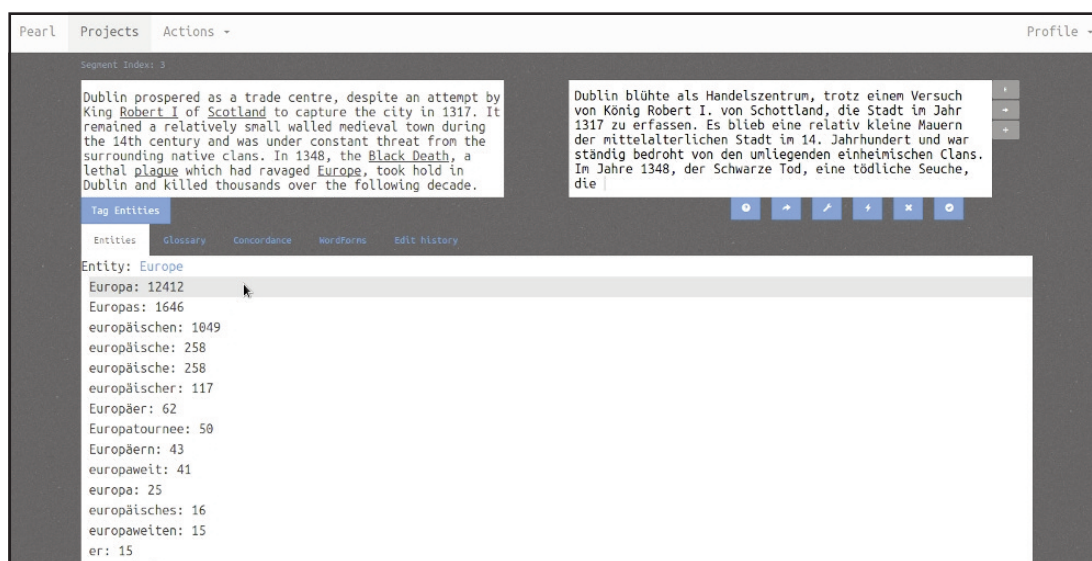 Pearl Projects Actions Profile
Segment Index: 3
Dublin prospered as a trade centre, despite an attempt by
King Robert I of Scotland to capture the city in 1317. It
remained a relatively small walled medieval town during
the 14th century and was under constant threat from the
surrounding native clans. In 1348, the Black Death, a
lethal plague which had ravaged Europe, took hold in
Dublin and killed thousands over the following decade.
Dublin blühte als Handelszentrum, trotz einem Versuch
von König Robert I. von Schottland, die Stadt im Jahr
1317 zu erfassen. Es blieb eine relativ kleine Mauern
der mittelalterlichen Stadt im 14. Jahrhundert und war
ständig bedroht von den umliegenden einheimischen Clans.
Im Jahre 1348, der Schwarze Tod, eine tödliche Seuche,
die
Tag Entities
Entities Glossary Concordance WordForms Edit history
Entity: Europe
Europa: 12412
Europas: 1646
europäischen: 1049
europäische: 258
europäische: 258
europäischer: 117
Europäer: 62
Europatournee: 50
Europäern: 43
europaweit: 41
europa: 25
europäisches: 16
europaweiten: 15
er: 15